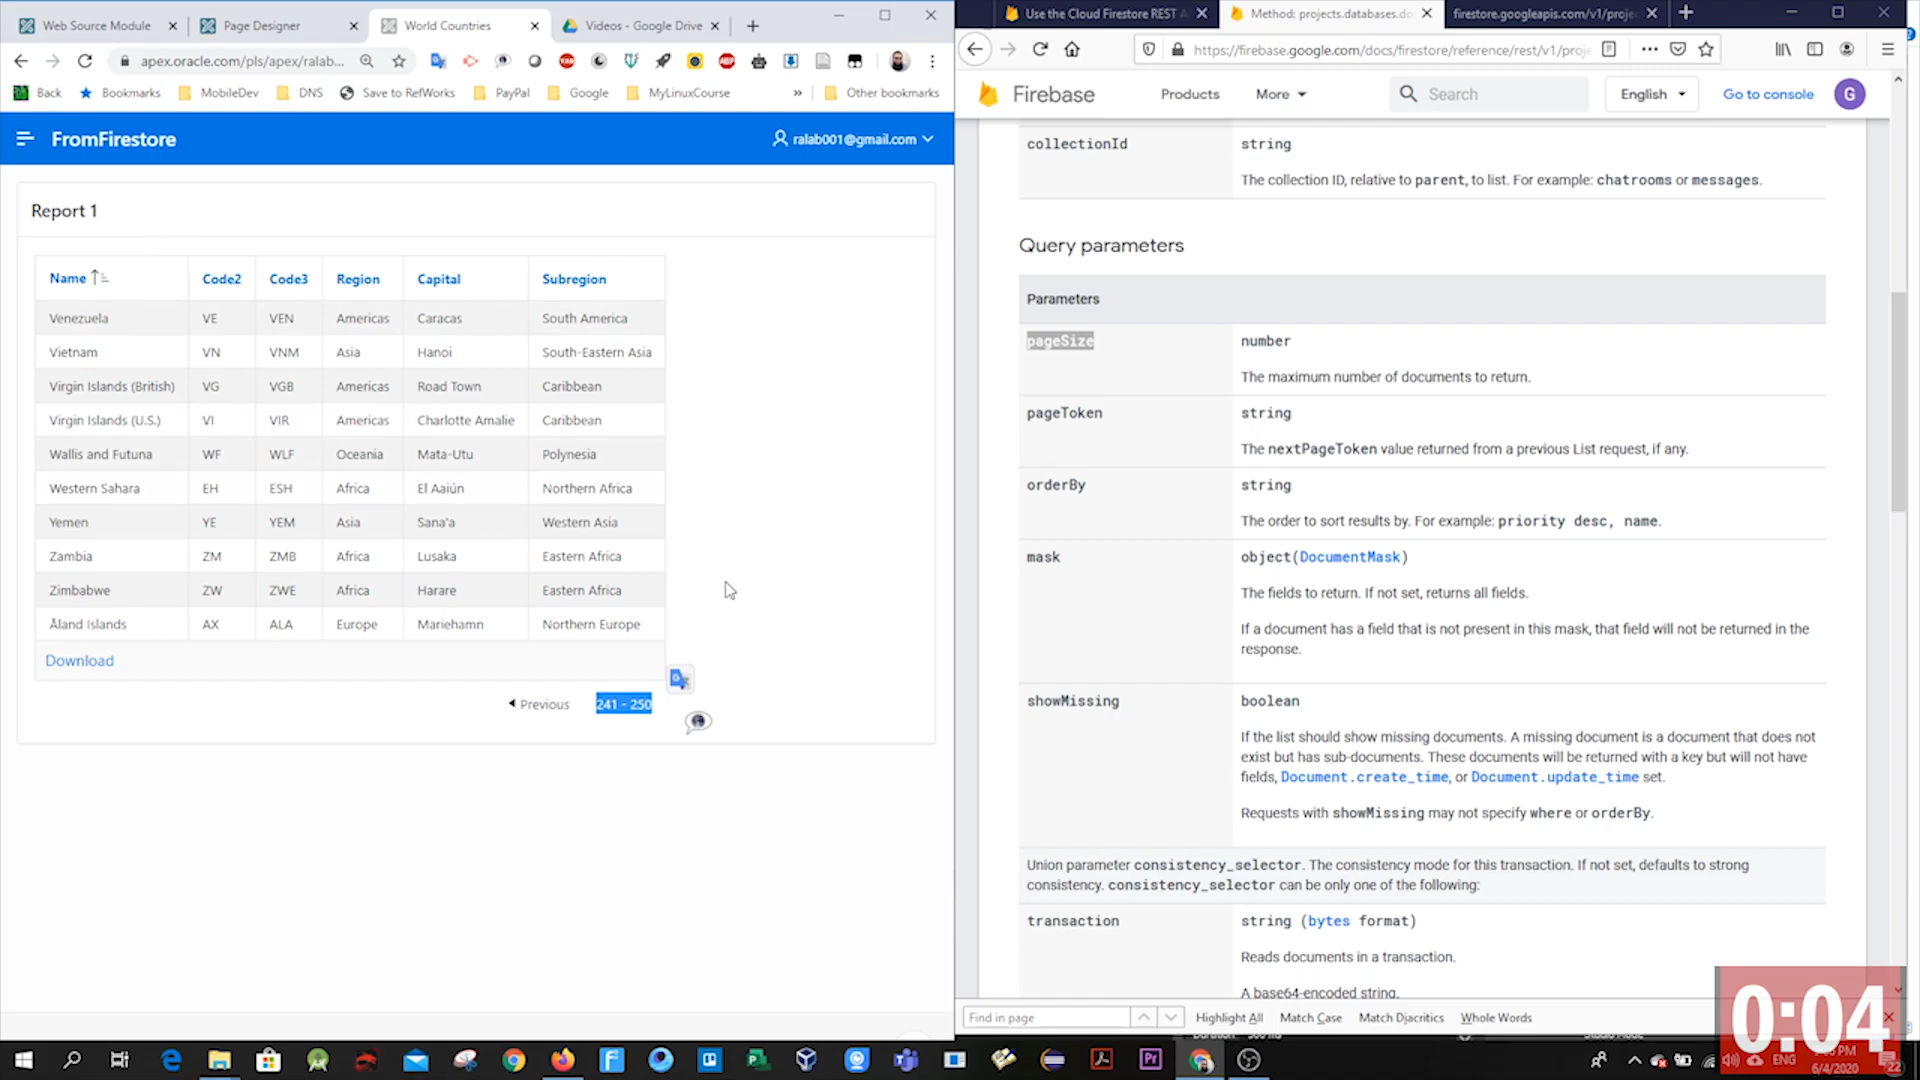 Web Source Module
Page Designer
World Countries
Videos - Google Drive
apex.oracle.com/pls/apex/ralab...
Back
Bookmarks
MobileDev
DNS
Save to RefWorks
PayPal
Google
MyLinuxCourse
»
Other bookmarks
FromFirestore
ralab001@gmail.com
Report 1
Name Code2 Code3 Region Capital Subregion
Venezuela VE VEN Americas Caracas South America
Vietnam VN VNM Asia Hanoi South-Eastern Asia
Virgin Islands (British) VG VGB Americas Road Town Caribbean
Virgin Islands (U.S.) VI VIR Americas Charlotte Amalie Caribbean
Wallis and Futuna WF WLF Oceania Mata-Utu Polynesia
Western Sahara EH ESH Africa El Aaiún Northern Africa
Yemen YE YEM Asia Sana'a Western Asia
Zambia ZM ZMB Africa Lusaka Eastern Africa
Zimbabwe ZW ZWE Africa Harare Eastern Africa
Åland Islands AX ALA Europe Mariehamn Northern Europe
Download
Previous 241 - 250
Use the Cloud Firestore REST A
Method: projects.databases.do
firestore.googleapis.com/v1/proje
https://firebase.google.com/docs/firestore/reference/rest/v1/proje
Firebase
Products
More
Search
English
Go to console
G
collectionId string
The collection ID, relative to parent, to list. For example: chatrooms or messages.
Query parameters
Parameters
pageSize number
The maximum number of documents to return.
pageToken string
The nextPageToken value returned from a previous List request, if any.
orderBy string
The order to sort results by. For example: priority desc, name.
mask object(DocumentMask)
The fields to return. If not set, returns all fields.
If a document has a field that is not present in this mask, that field will not be returned in the
response.
showMissing boolean
If the list should show missing documents. A missing document is a document that does not
exist but has sub-documents. These documents will be returned with a key but will not have
fields, Document.create_time, or Document.update_time set.
Requests with showMissing may not specify where or orderBy.
Union parameter consistency_selector. The consistency mode for this transaction. If not set, defaults to strong
consistency. consistency_selector can be only one of the following:
transaction string (bytes format)
Reads documents in a transaction.
A base64-encoded string.
Find in page
Highlight All
Match Case
Match Diacritics
Whole Words
0:04
ENG
PM
6/4/2020
22